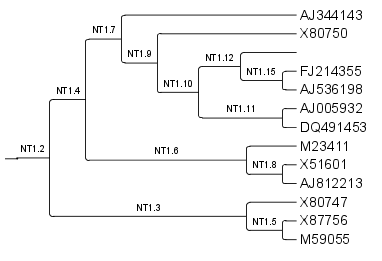 AJ344143
NT1.7
X80750
NT1.9
NT1.12
FJ214355
NT1.15
AJ536198
NT1.4
NT1.10
AJ005932
NT1.11
DQ491453
M23411
NT1.2
NT1.6
X51601
NT1.8
AJ812213
X80747
NT1.3
X87756
NT1.5
M59055